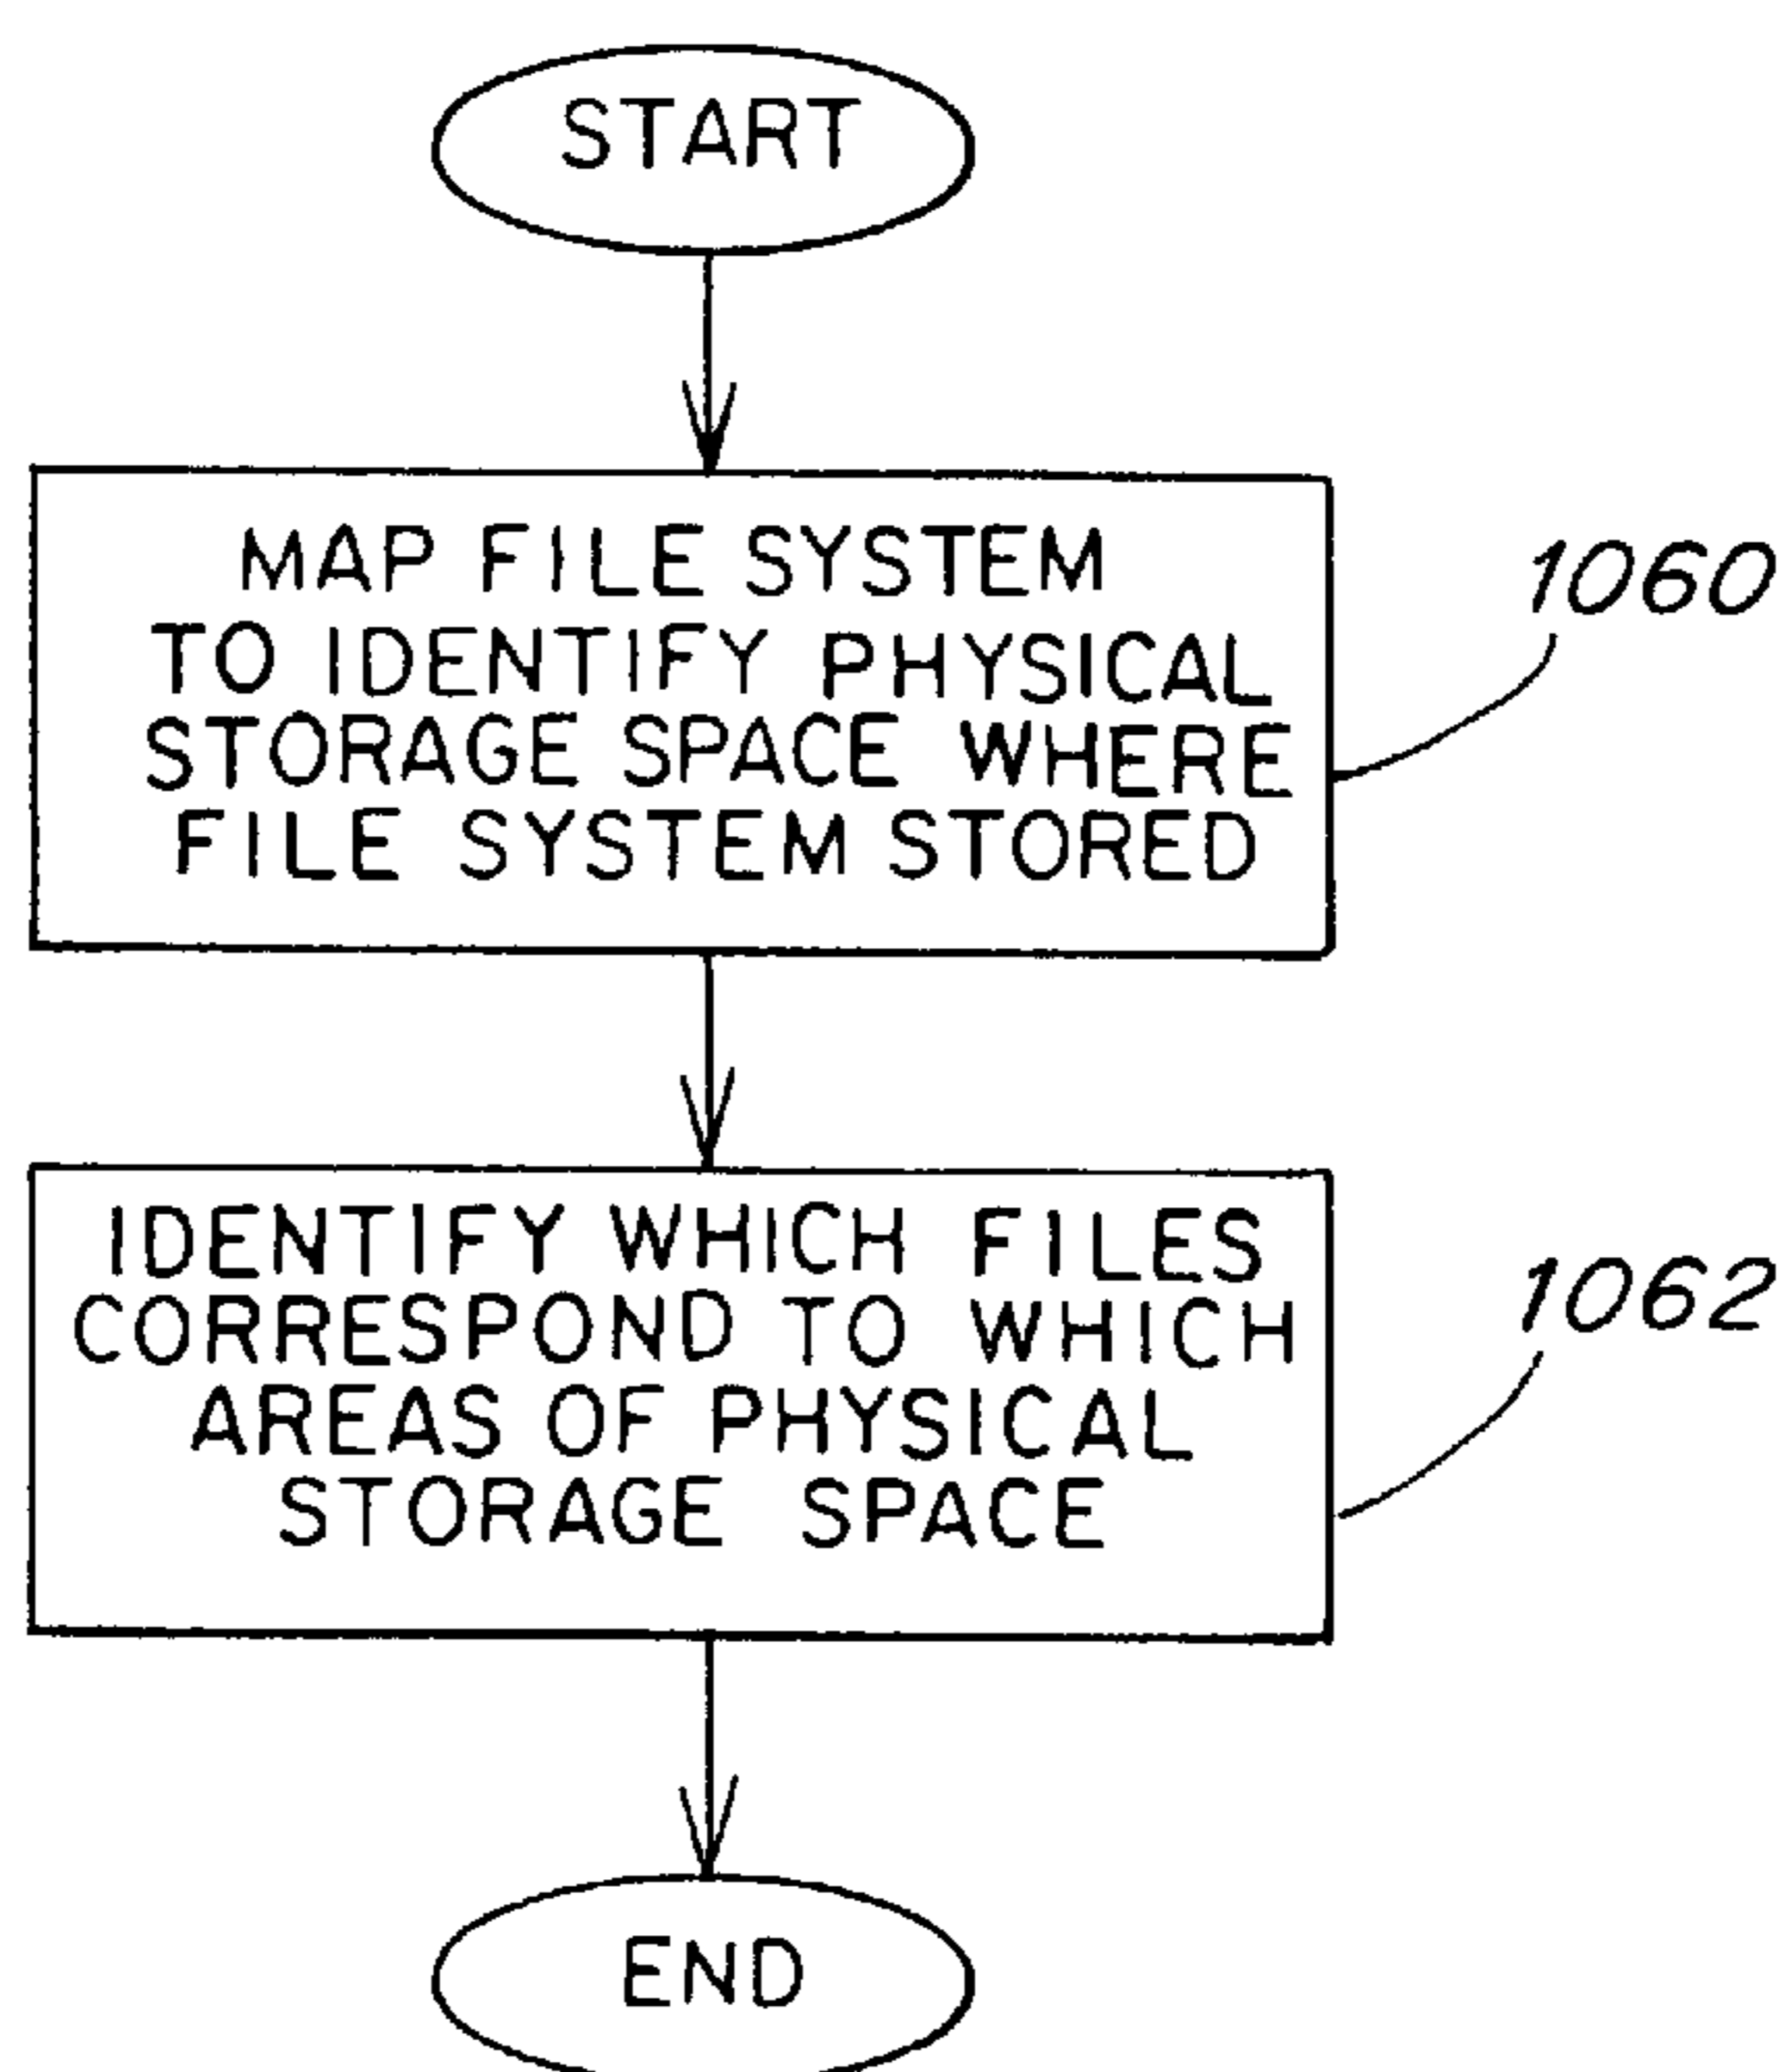 START
MAP FILE SYSTEM
TO IDENTIFY PHYSICAL
STORAGE SPACE WHERE
FILE SYSTEM STORED
1060
IDENTIFY WHICH FILES
CORRESPOND TO WHICH
AREAS OF PHYSICAL
STORAGE SPACE
1062
END